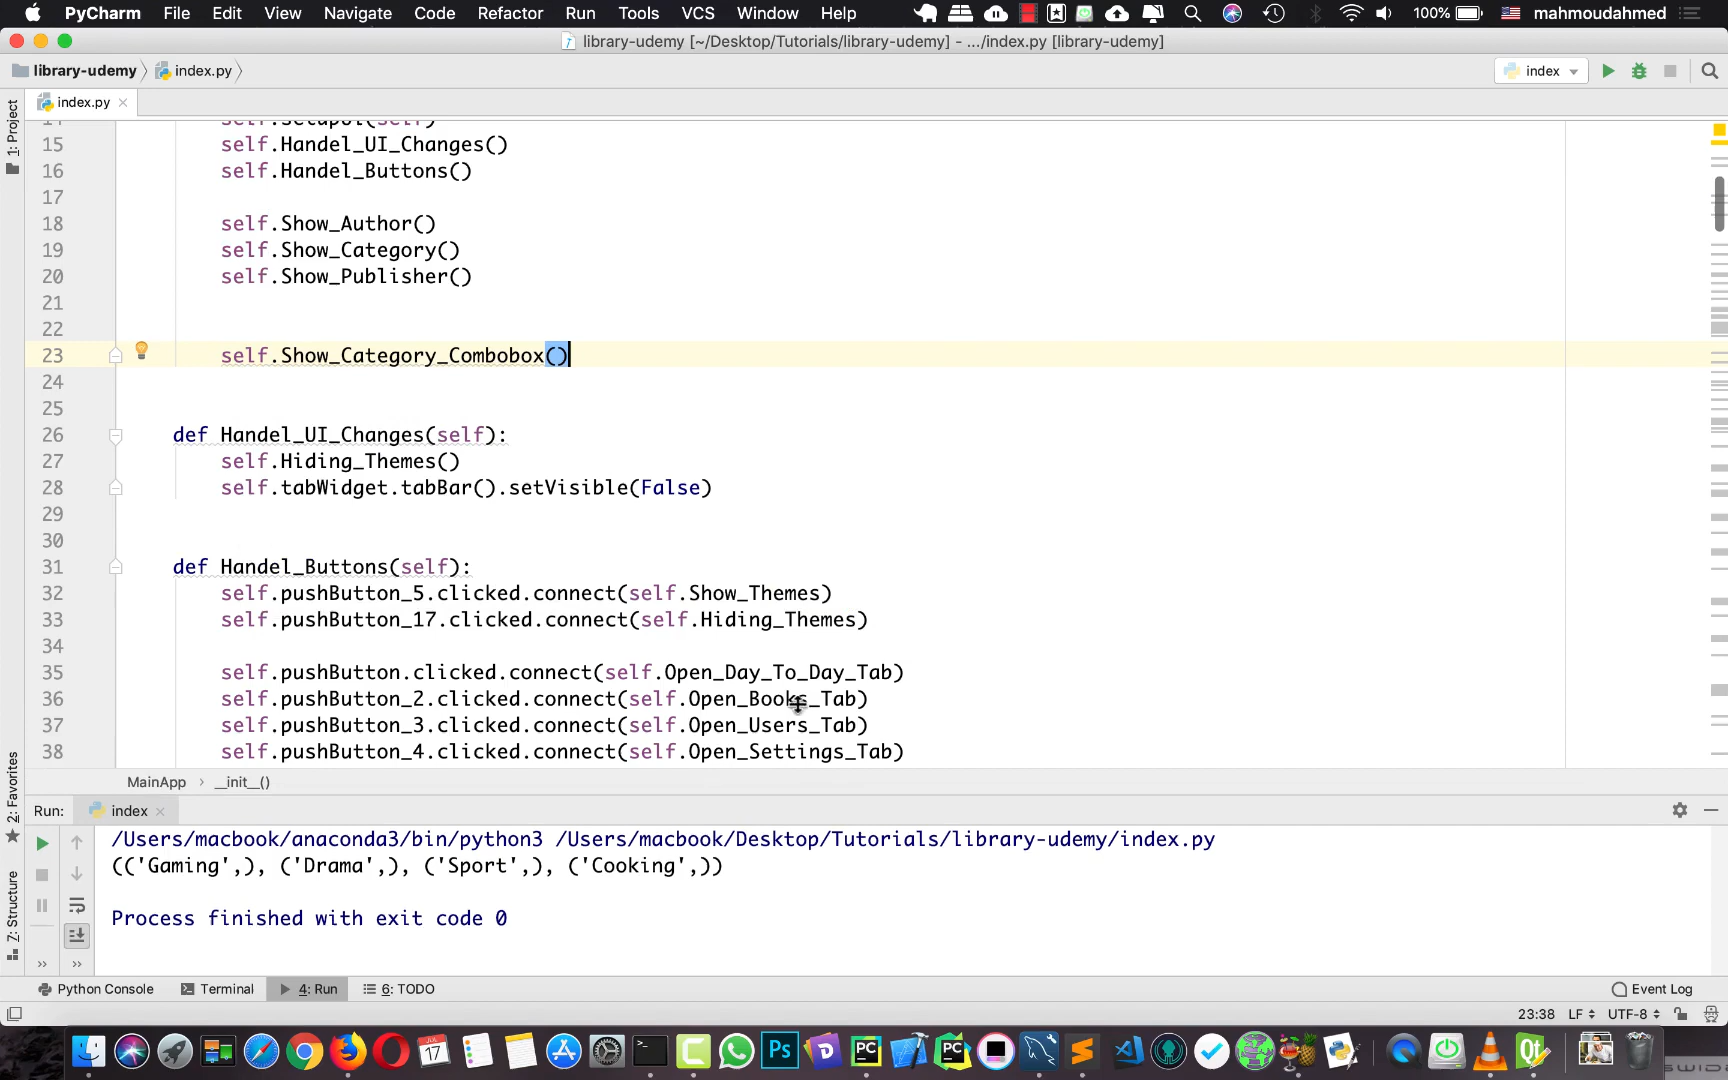 PyCharm File Edit View Navigate Code Refactor Run Tools VCS Window Help 100% mahmoudahmed
library-udemy [~/Desktop/Tutorials/library-udemy] - .../index.py [library-udemy]
library-udemy index.py index
1: Project
index.py
15 self.Handel_UI_Changes()
16 self.Handel_Buttons()
17
18 self.Show_Author()
19 self.Show_Category()
20 self.Show_Publisher()
21
22
23 self.Show_Category_Combobox()
24
25
26 def Handel_UI_Changes(self):
27 self.Hiding_Themes()
28 self.tabWidget.tabBar().setVisible(False)
29
30
31 def Handel_Buttons(self):
32 self.pushButton_5.clicked.connect(self.Show_Themes)
33 self.pushButton_17.clicked.connect(self.Hiding_Themes)
34
35 self.pushButton.clicked.connect(self.Open_Day_To_Day_Tab)
36 self.pushButton_2.clicked.connect(self.Open_Books_Tab)
37 self.pushButton_3.clicked.connect(self.Open_Users_Tab)
38 self.pushButton_4.clicked.connect(self.Open_Settings_Tab)
MainApp › __init__()
2: Favorites
7: Structure
Run: index
/Users/macbook/anaconda3/bin/python3 /Users/macbook/Desktop/Tutorials/library-udemy/index.py
(('Gaming',), ('Drama',), ('Sport',), ('Cooking',))
Process finished with exit code 0
Python Console Terminal 4: Run 6: TODO Event Log
23:38 LF UTF-8
JUL 17 Ps D PC PC Qt